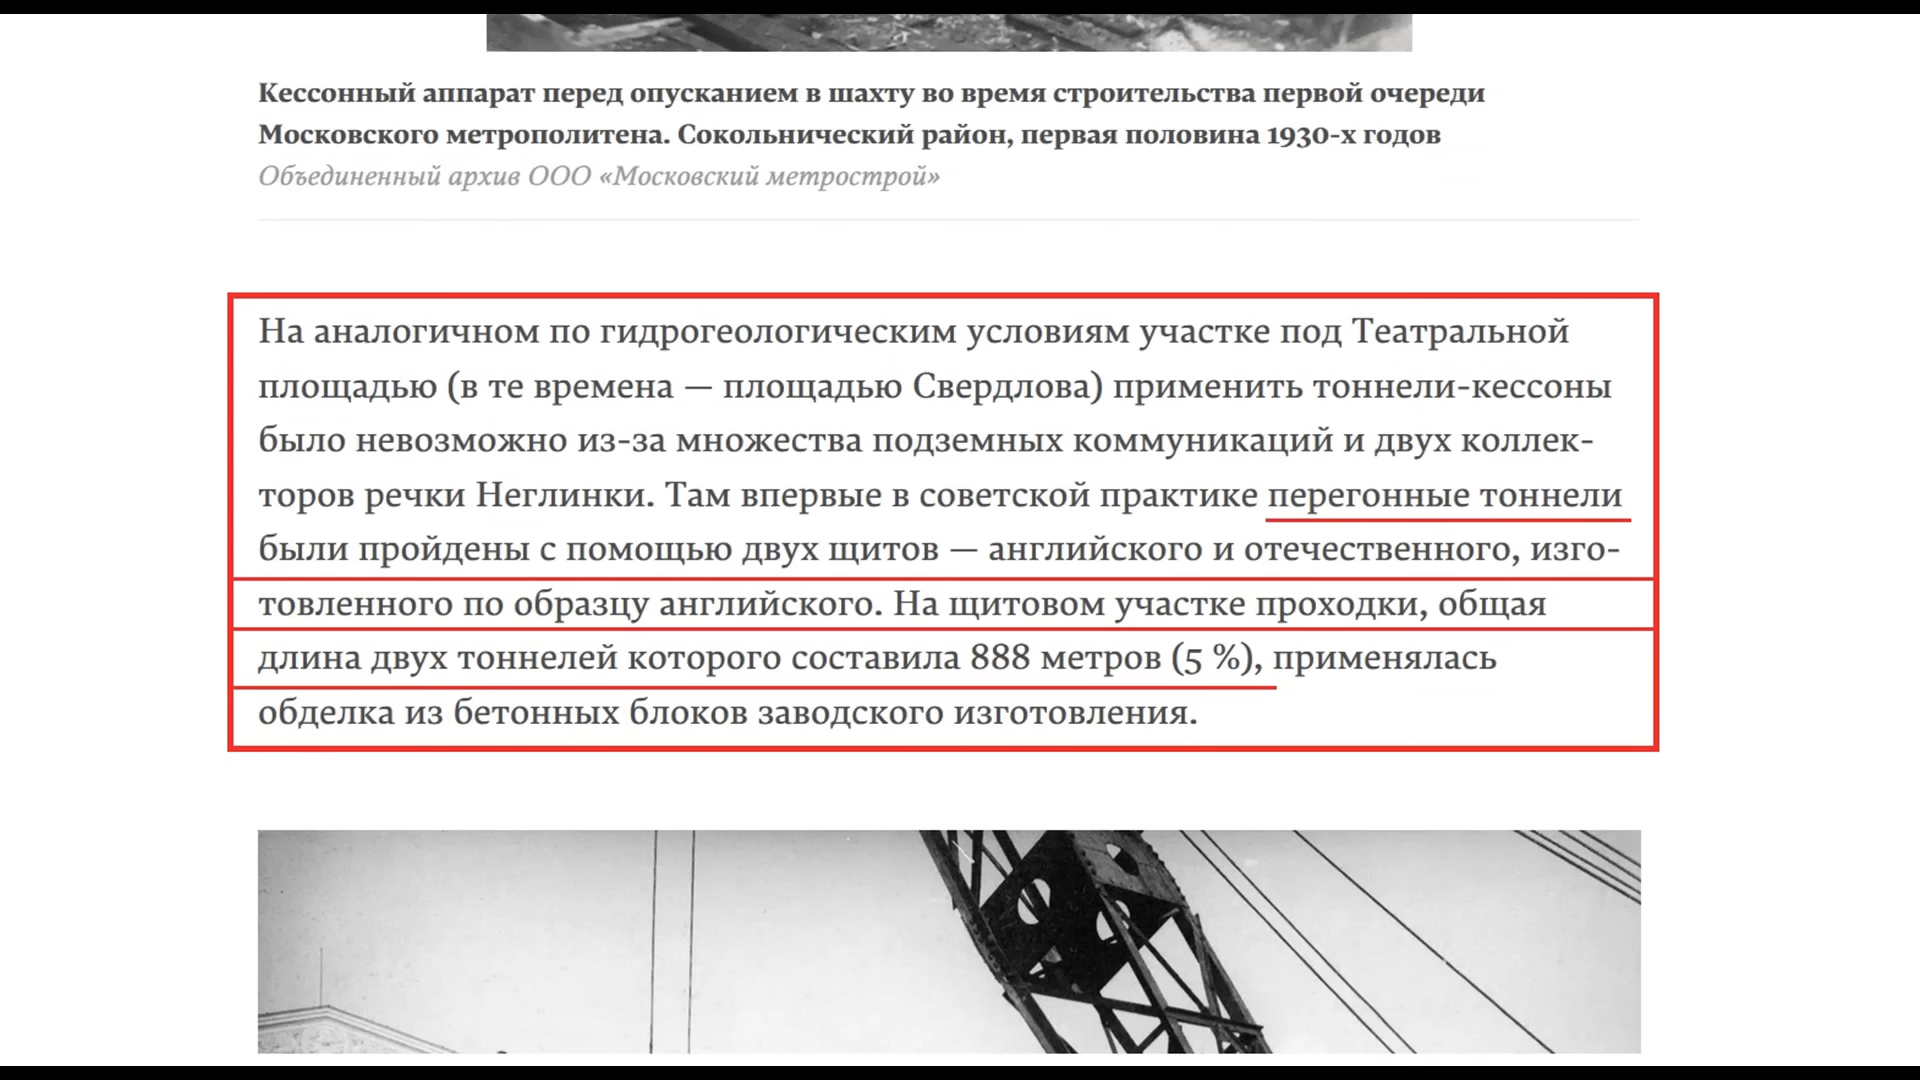 Кессонный аппарат перед опусканием в шахту во время строительства первой очереди
Московского метрополитена. Сокольнический район, первая половина 1930-х годов
Объединенный архив ООО «Московский метрострой»
На аналогичном по гидрогеологическим условиям участке под Театральной
площадью (в те времена — площадью Свердлова) применить тоннели-кессоны
было невозможно из-за множества подземных коммуникаций и двух коллек-
торов речки Неглинки. Там впервые в советской практике перегонные тоннели
были пройдены с помощью двух щитов — английского и отечественного, изго-
товленного по образцу английского. На щитовом участке проходки, общая
длина двух тоннелей которого составила 888 метров (5 %), применялась
обделка из бетонных блоков заводского изготовления.